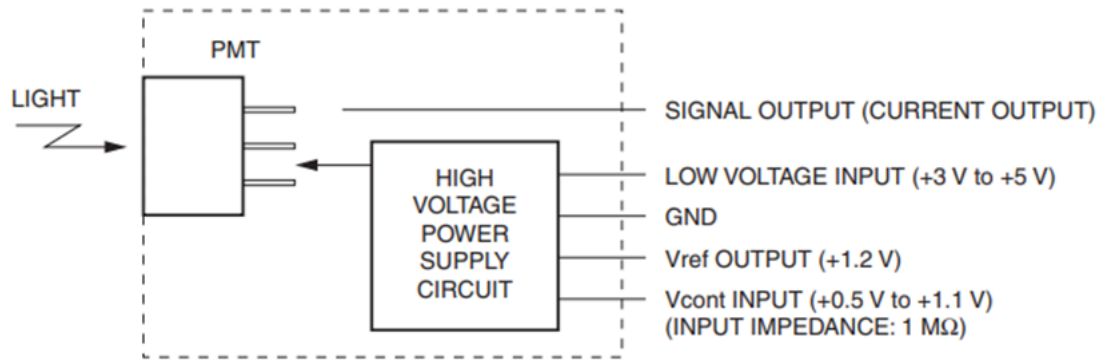 PMT
LIGHT
SIGNAL OUTPUT (CURRENT OUTPUT)
HIGH
VOLTAGE
POWER
SUPPLY
CIRCUIT
LOW VOLTAGE INPUT (+3 V to +5 V)
GND
Vref OUTPUT (+1.2 V)
Vcont INPUT (+0.5 V to +1.1 V)
(INPUT IMPEDANCE: 1 MΩ)